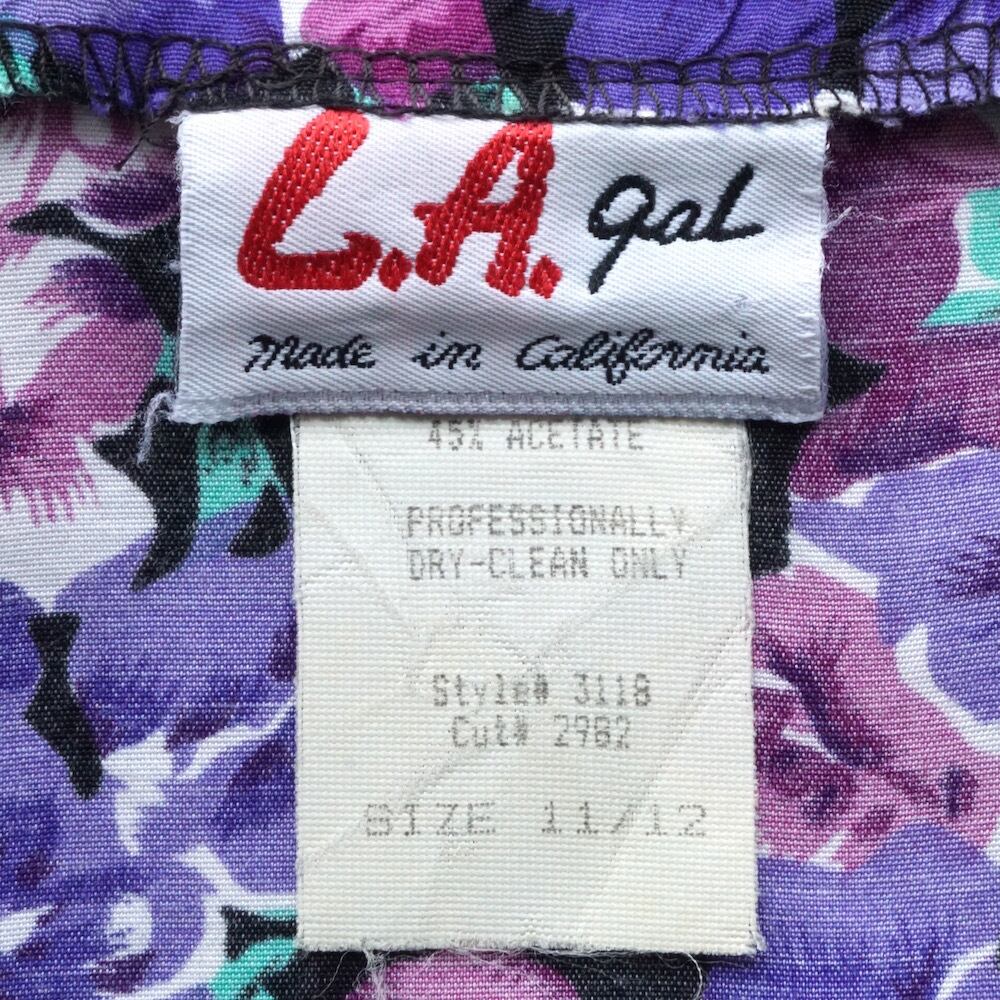 L.A. gal
made in California
45% ACETATE
PROFESSIONALLY
DRY-CLEAN ONLY
Style# 3118
Cut# 2982
SIZE 11/12